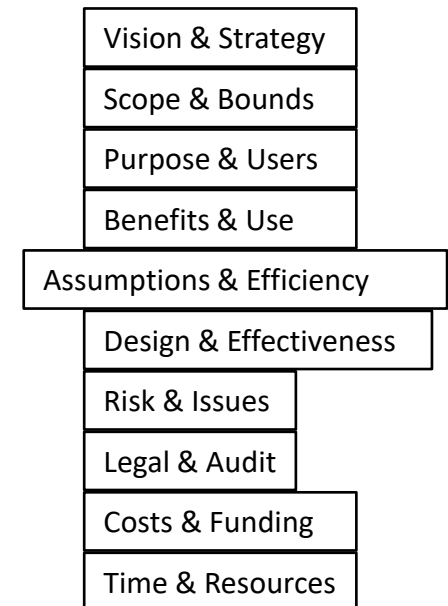 Vision & Strategy
Scope & Bounds
Purpose & Users
Benefits & Use
Assumptions & Efficiency
Design & Effectiveness
Risk & Issues
Legal & Audit
Costs & Funding
Time & Resources